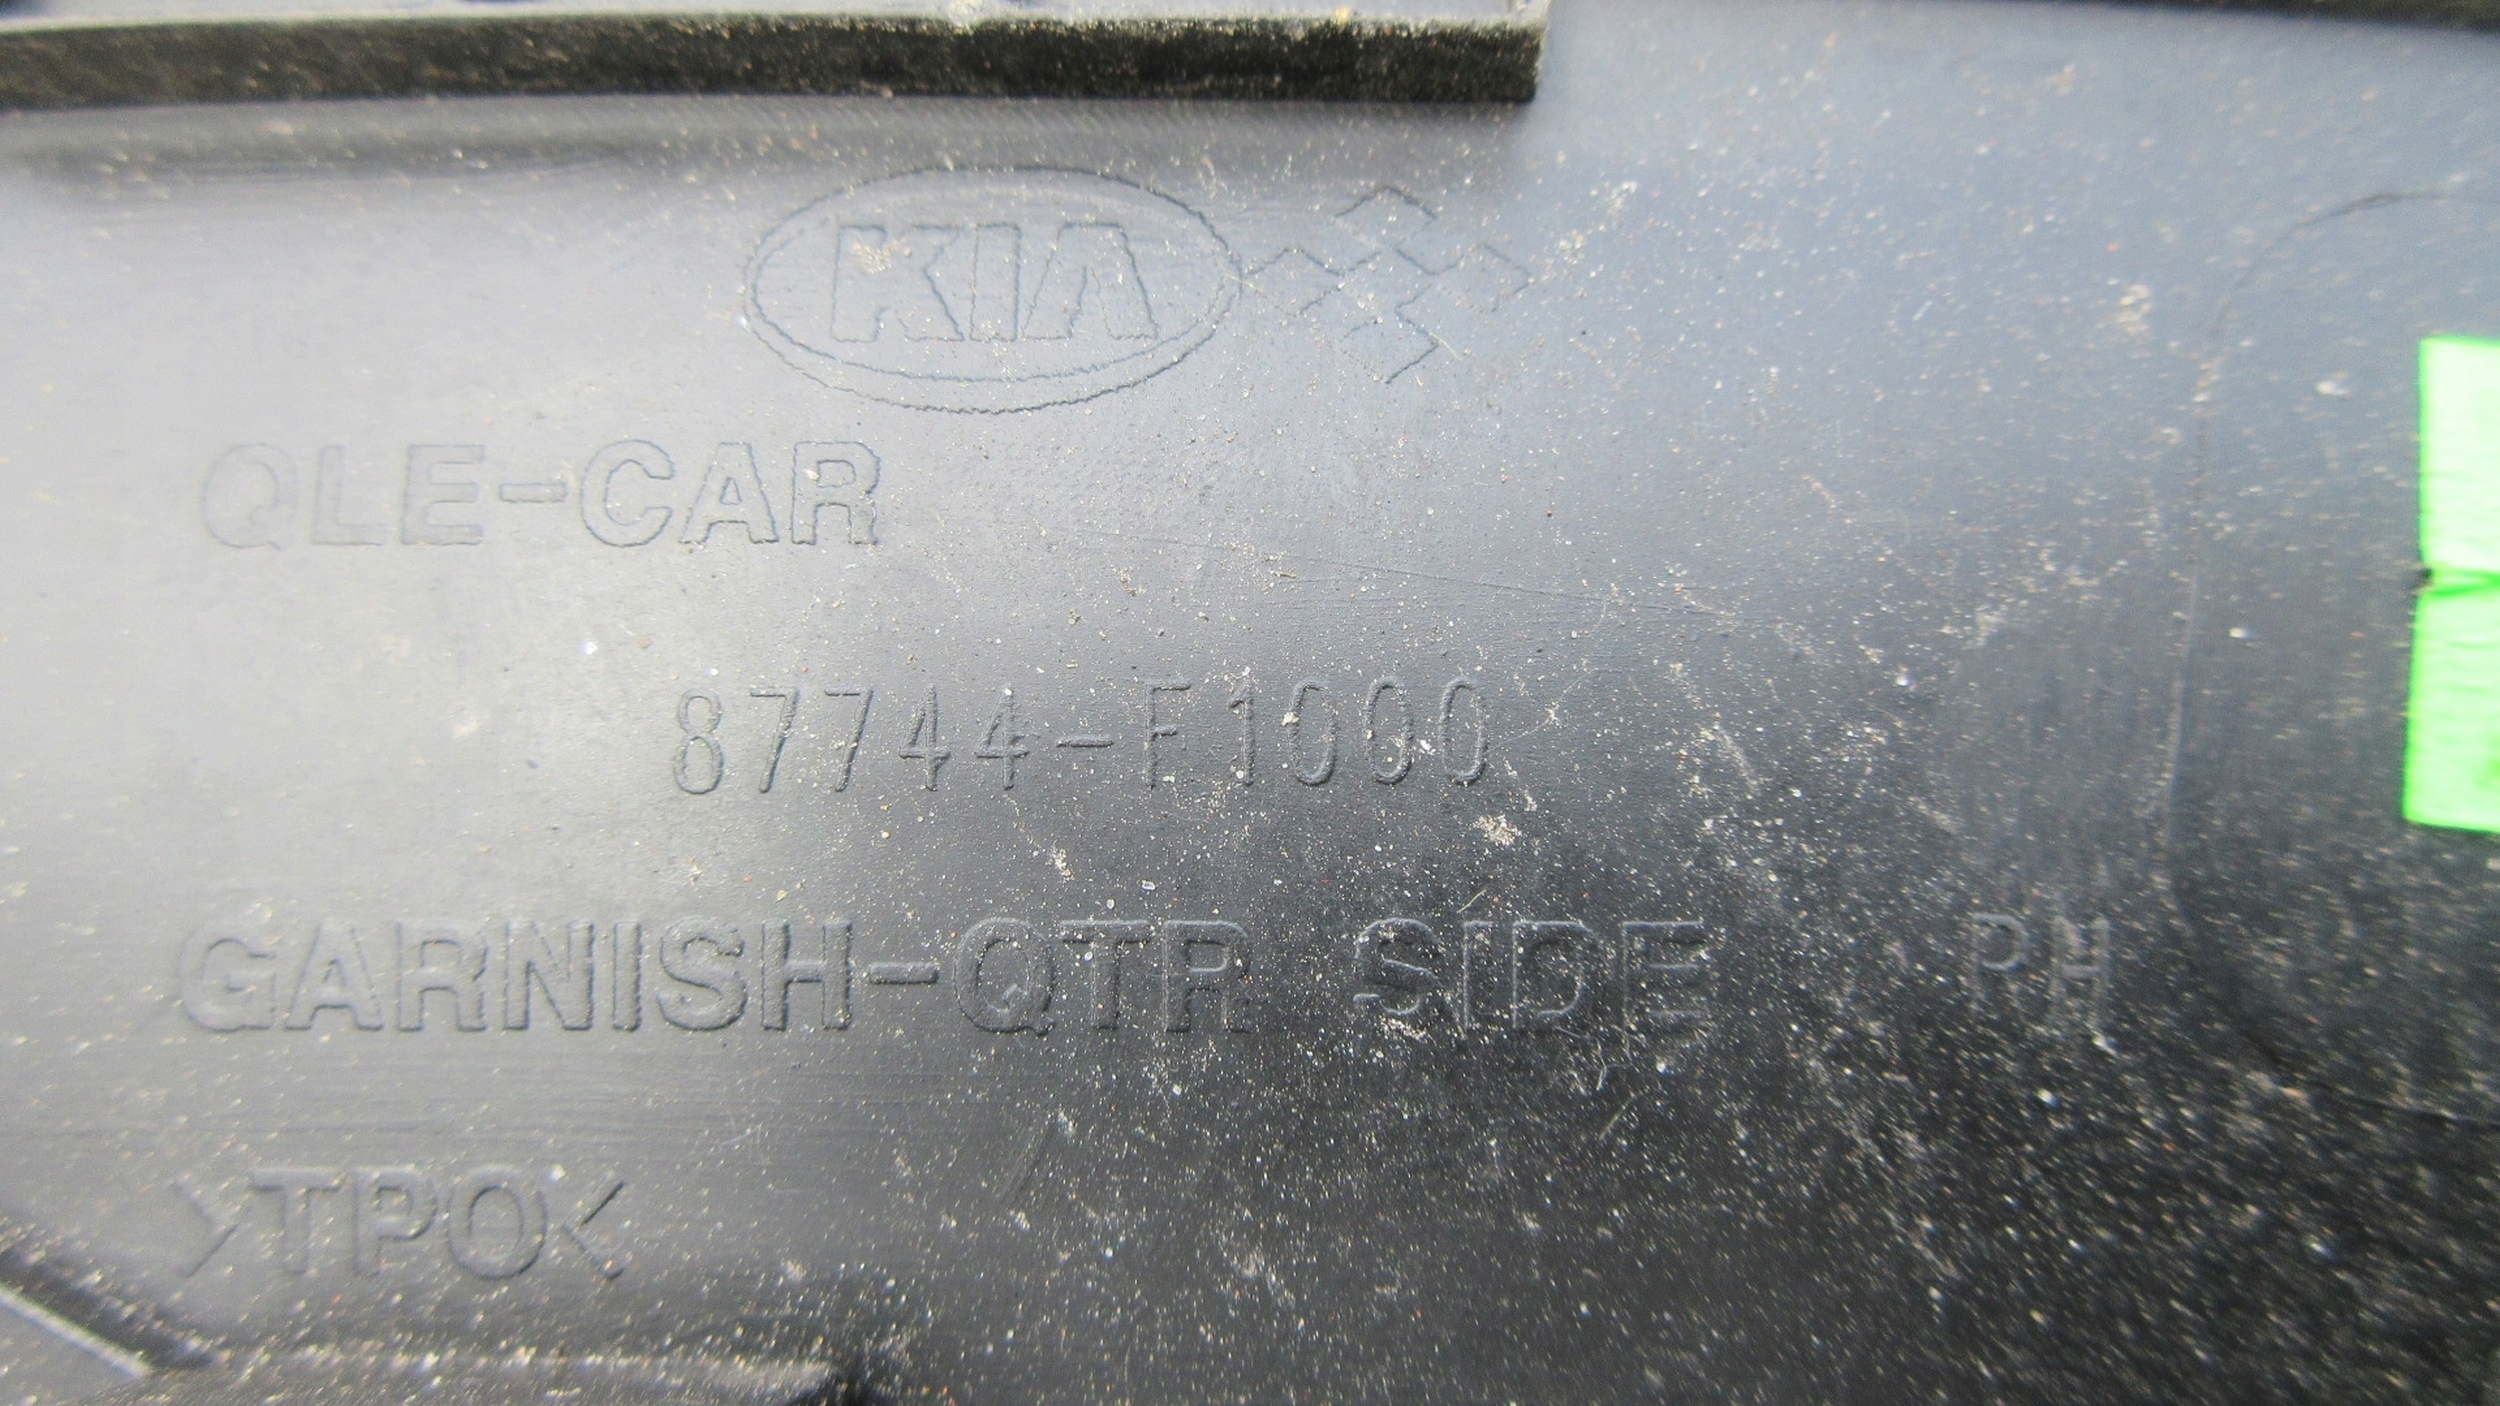 KIA
QLE-CAR
87744-F1000
GARNISH-QTR SIDE RH
>TPO<